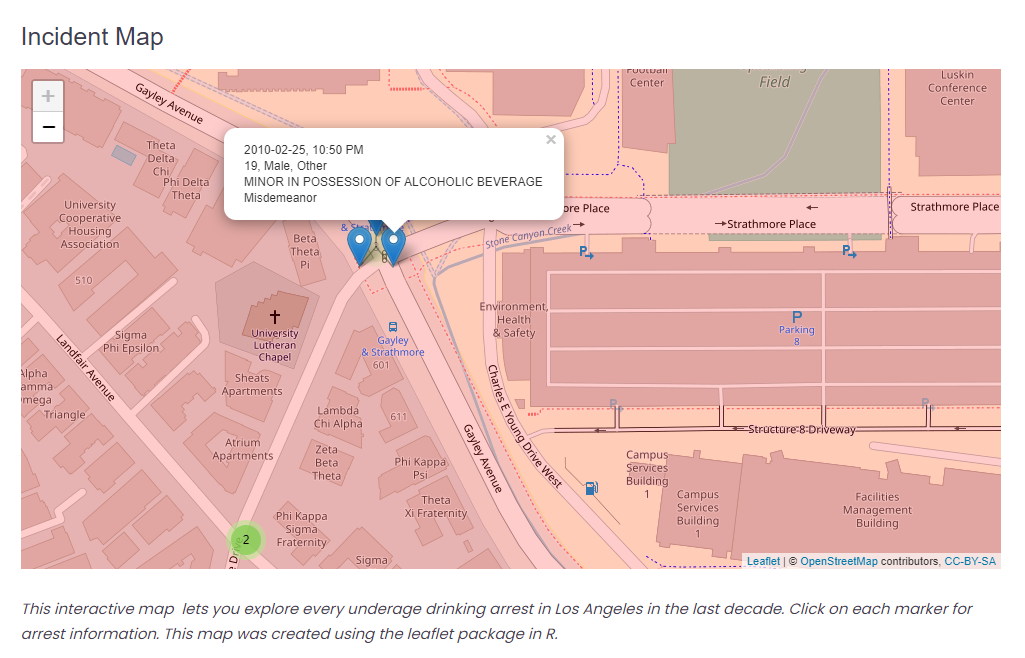 Incident Map
+
−
Gayley Avenue
Football
Center
Field
Luskin
Conference
Center
Theta
Delta
Chi
Phi Delta
Theta
×
2010-02-25, 10:50 PM
19, Male, Other
MINOR IN POSSESSION OF ALCOHOLIC BEVERAGE
Misdemeanor
University
Cooperative
Housing
Association
510
Beta
Theta
Pi
& Strathmore
ore Place
Strathmore Place
Strathmore Place
Stone Canyon Creek
P
P
University
Lutheran
Chapel
Environment,
Health
& Safety
P
Parking
8
Gayley
& Strathmore
601
Sigma
Phi Epsilon
Landfair Avenue
Alpha
amma
mega
Triangle
Sheats
Apartments
Lambda
Chi Alpha
611
Charles E Young Drive West
P
P
Structure 8 Driveway
Atrium
Apartments
Zeta
Beta
Theta
Phi Kappa
Psi
Gayley Avenue
Theta
Xi Fraternity
Campus
Services
Building
1
Campus
Services
Building
1
Facilities
Management
Building
Phi Kappa
Sigma
Fraternity
2
e Dri
Sigma
Leaflet | © OpenStreetMap contributors, CC-BY-SA
This interactive map lets you explore every underage drinking arrest in Los Angeles in the last decade. Click on each marker for
arrest information. This map was created using the leaflet package in R.